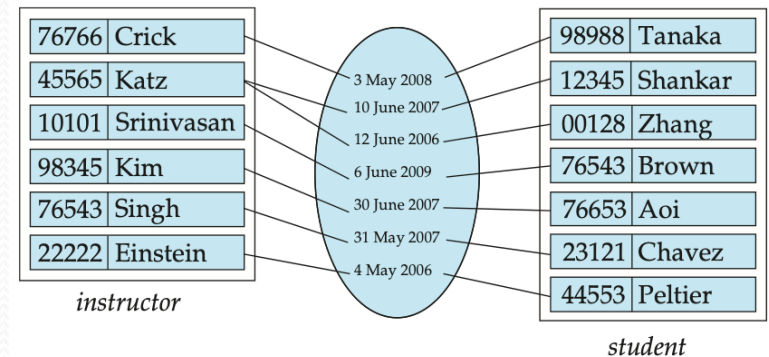 76766 Crick
45565 Katz
10101 Srinivasan
98345 Kim
76543 Singh
22222 Einstein
instructor
3 May 2008
10 June 2007
12 June 2006
6 June 2009
30 June 2007
31 May 2007
4 May 2006
98988 Tanaka
12345 Shankar
00128 Zhang
76543 Brown
76653 Aoi
23121 Chavez
44553 Peltier
student